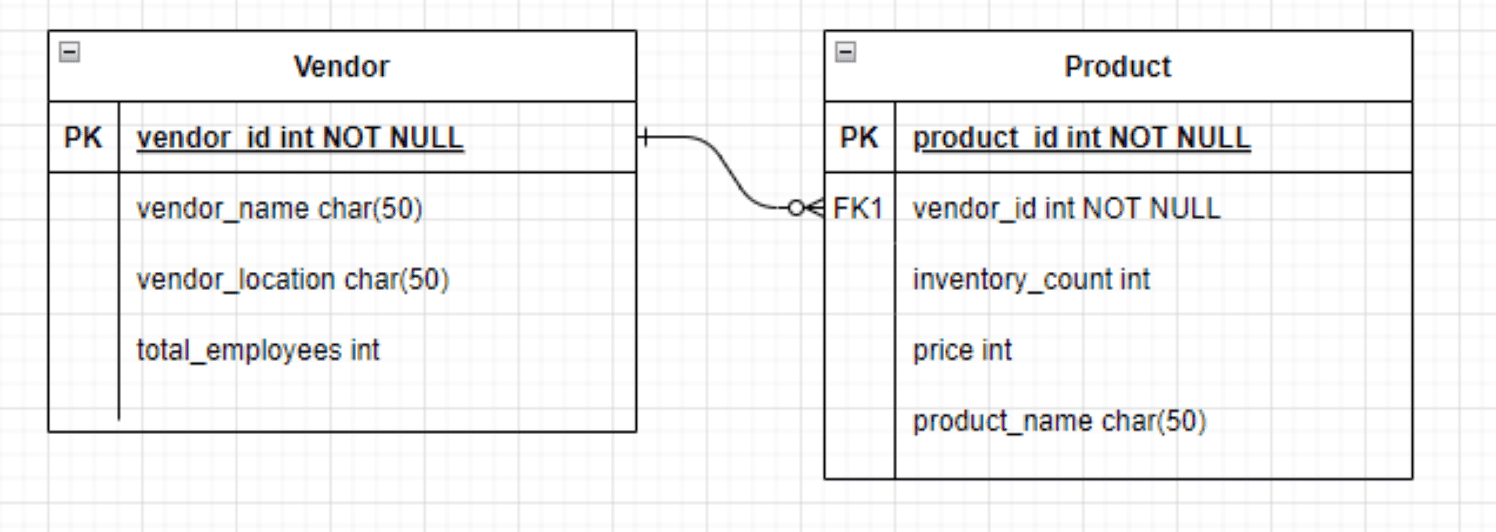 Vendor
PK vendor_id int NOT NULL
vendor_name char(50)
vendor_location char(50)
total_employees int
Product
PK product_id int NOT NULL
FK1 vendor_id int NOT NULL
inventory_count int
price int
product_name char(50)